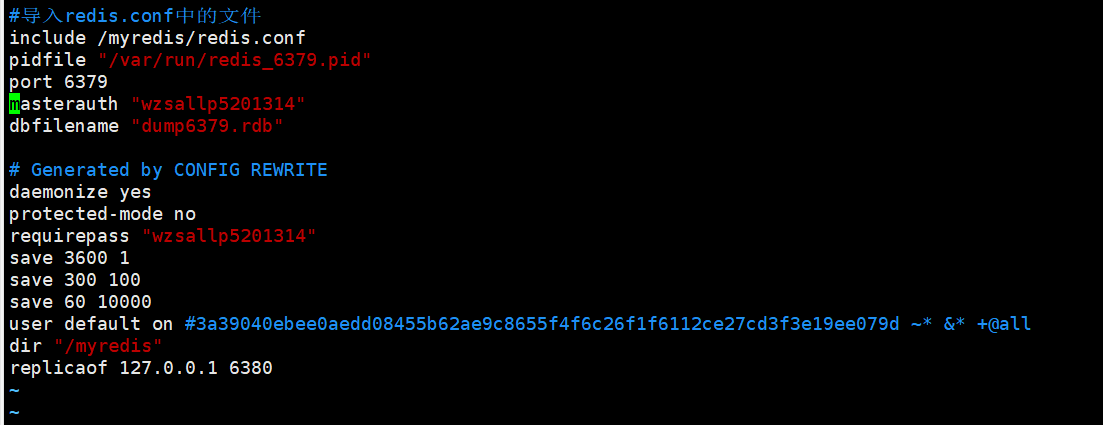 #导入redis.conf中的文件
include /myredis/redis.conf
pidfile "/var/run/redis_6379.pid"
port 6379
masterauth "wzsallp5201314"
dbfilename "dump6379.rdb"
# Generated by CONFIG REWRITE
daemonize yes
protected-mode no
requirepass "wzsallp5201314"
save 3600 1
save 300 100
save 60 10000
user default on #3a39040ebee0aedd08455b62ae9c8655f4f6c26f1f6112ce27cd3f3e19ee079d ~* &* +@all
dir "/myredis"
replicaof 127.0.0.1 6380
~
~